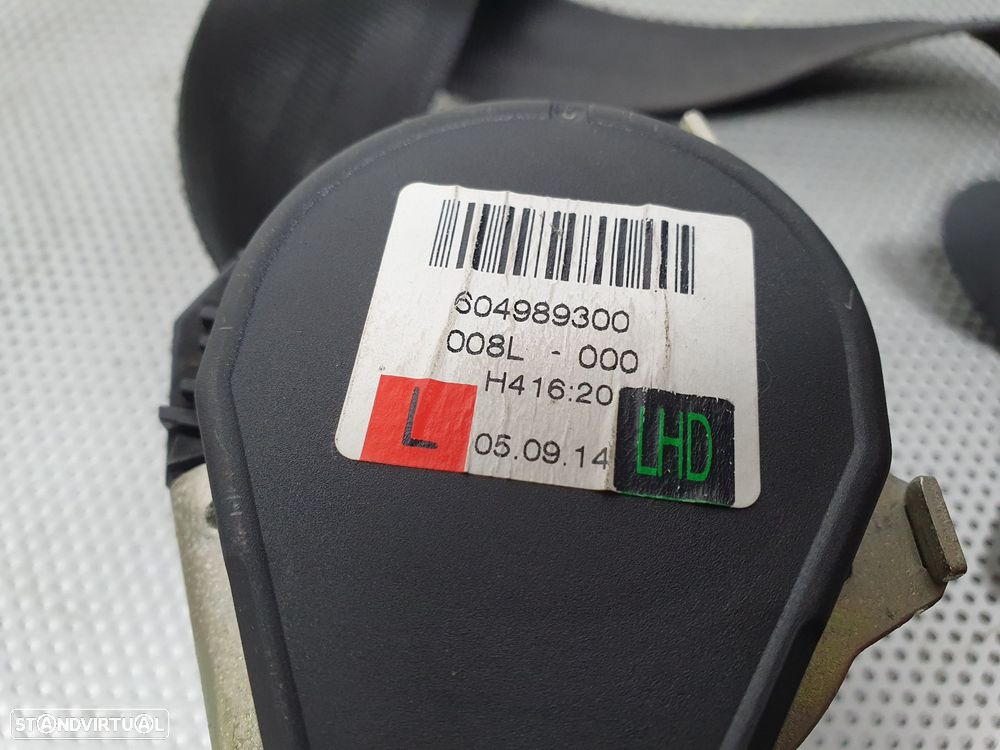 604989300
008L - 000
H416:20
L
05.09.14
LHD
STANDVIRTUAL